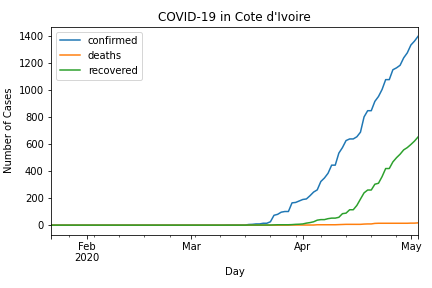 COVID-19 in Cote d'Ivoire
confirmed
deaths
recovered
Number of Cases
1400
1200
1000
800
600
400
200
0
Feb
2020
Mar
Apr
May
Day